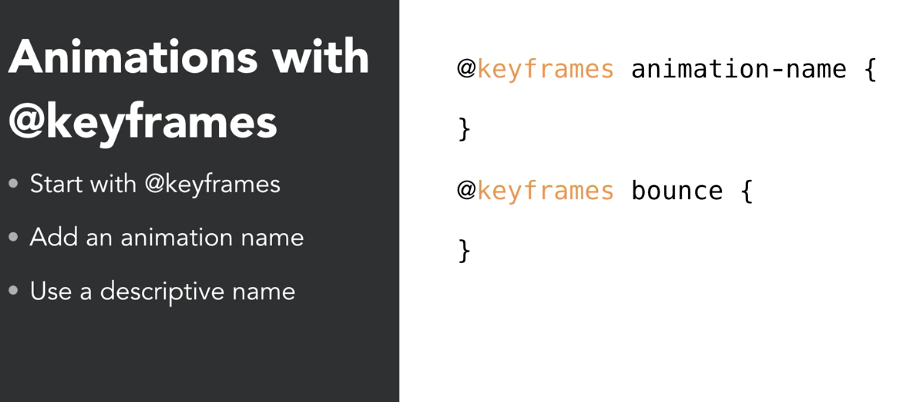 Animations with
@keyframes
• Start with @keyframes
• Add an animation name
• Use a descriptive name
@keyframes animation-name {
}
@keyframes bounce {
}